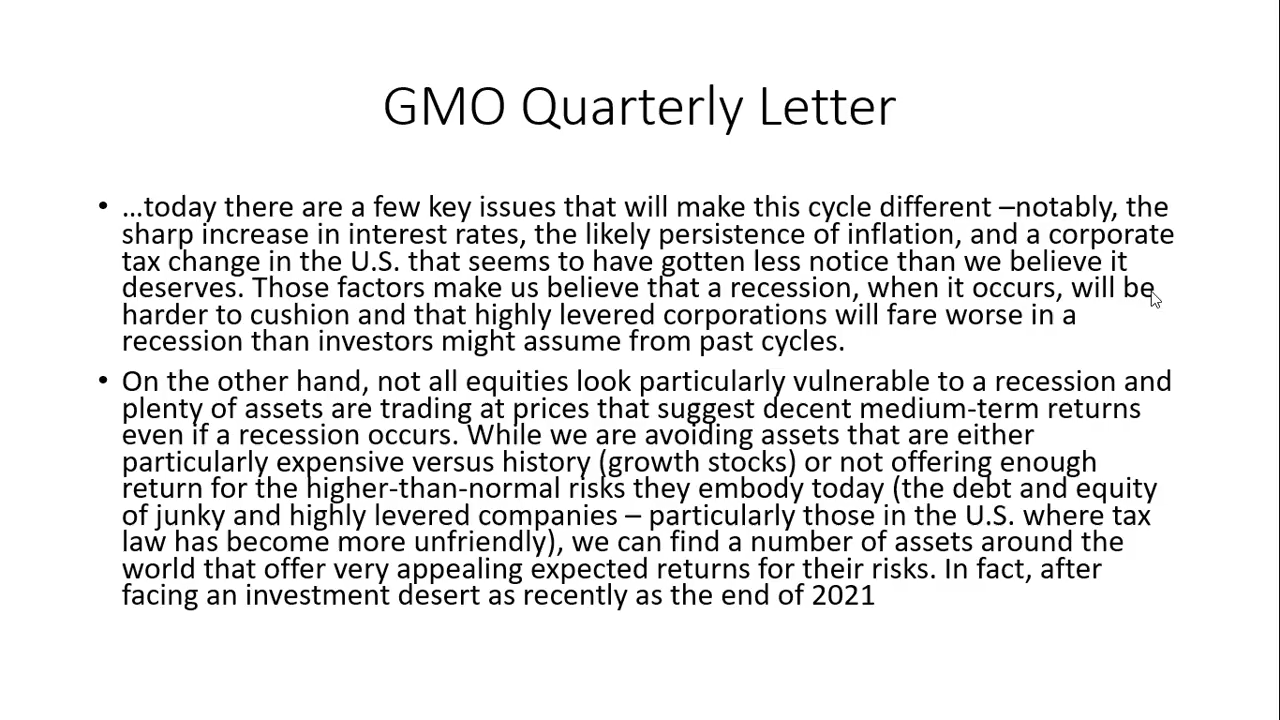 GMO Quarterly Letter
• …today there are a few key issues that will make this cycle different –notably, the
sharp increase in interest rates, the likely persistence of inflation, and a corporate
tax change in the U.S. that seems to have gotten less notice than we believe it
deserves. Those factors make us believe that a recession, when it occurs, will be
harder to cushion and that highly levered corporations will fare worse in a
recession than investors might assume from past cycles.
• On the other hand, not all equities look particularly vulnerable to a recession and
plenty of assets are trading at prices that suggest decent medium-term returns
even if a recession occurs. While we are avoiding assets that are either
particularly expensive versus history (growth stocks) or not offering enough
return for the higher-than-normal risks they embody today (the debt and equity
of junky and highly levered companies – particularly those in the U.S. where tax
law has become more unfriendly), we can find a number of assets around the
world that offer very appealing expected returns for their risks. In fact, after
facing an investment desert as recently as the end of 2021